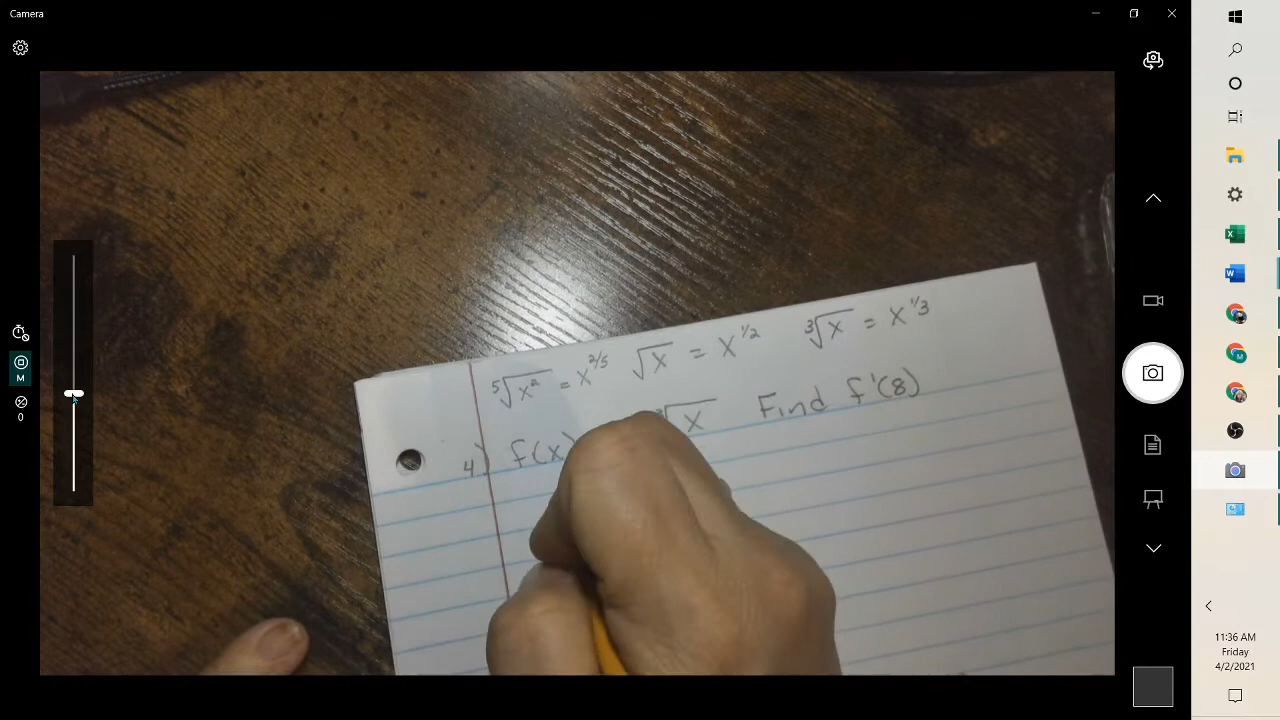 Camera
⁵√x² = x^2/5 √x = x^1/2 ³√x = x^1/3
4) f(x) √x Find f'(8)
M
0
11:36 AM
Friday
4/2/2021